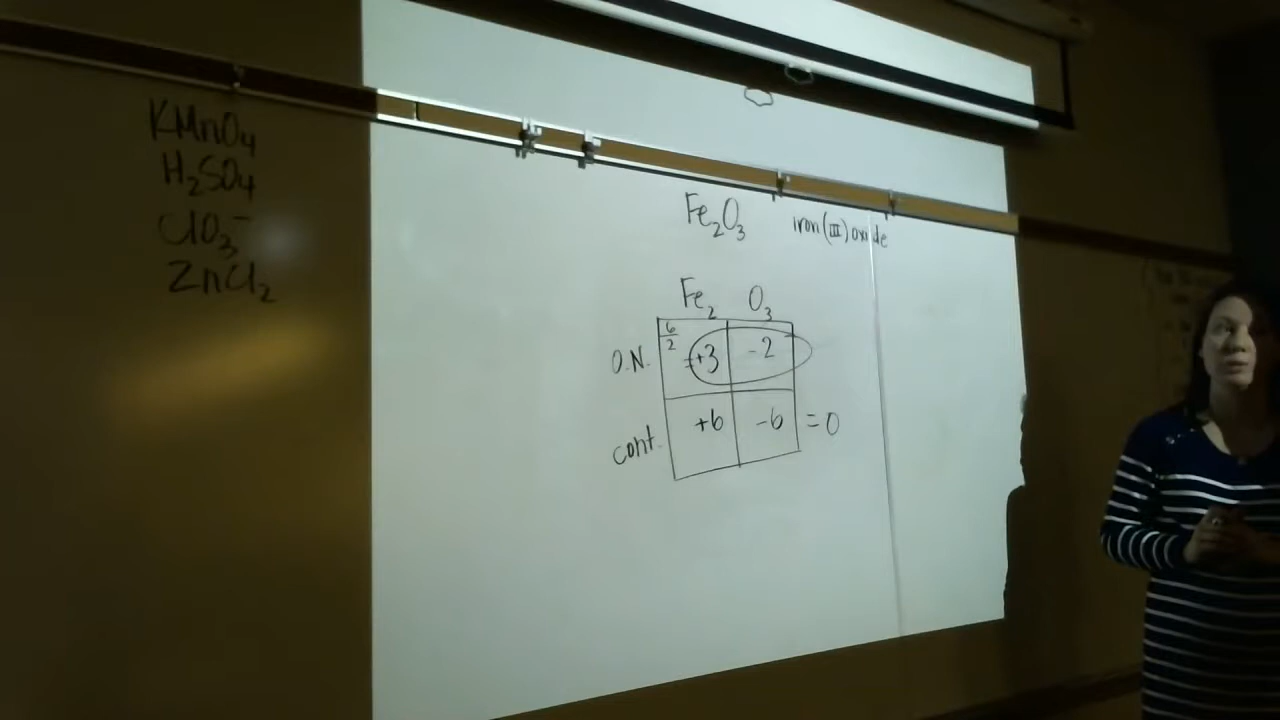 KMnO₄
H₂SO₄
ClO₃⁻
ZnCl₂
Fe₂O₃ iron (III) oxide
Fe₂ O₃
O.N. 6/2 = +3 -2
cont. +6 -6 = 0